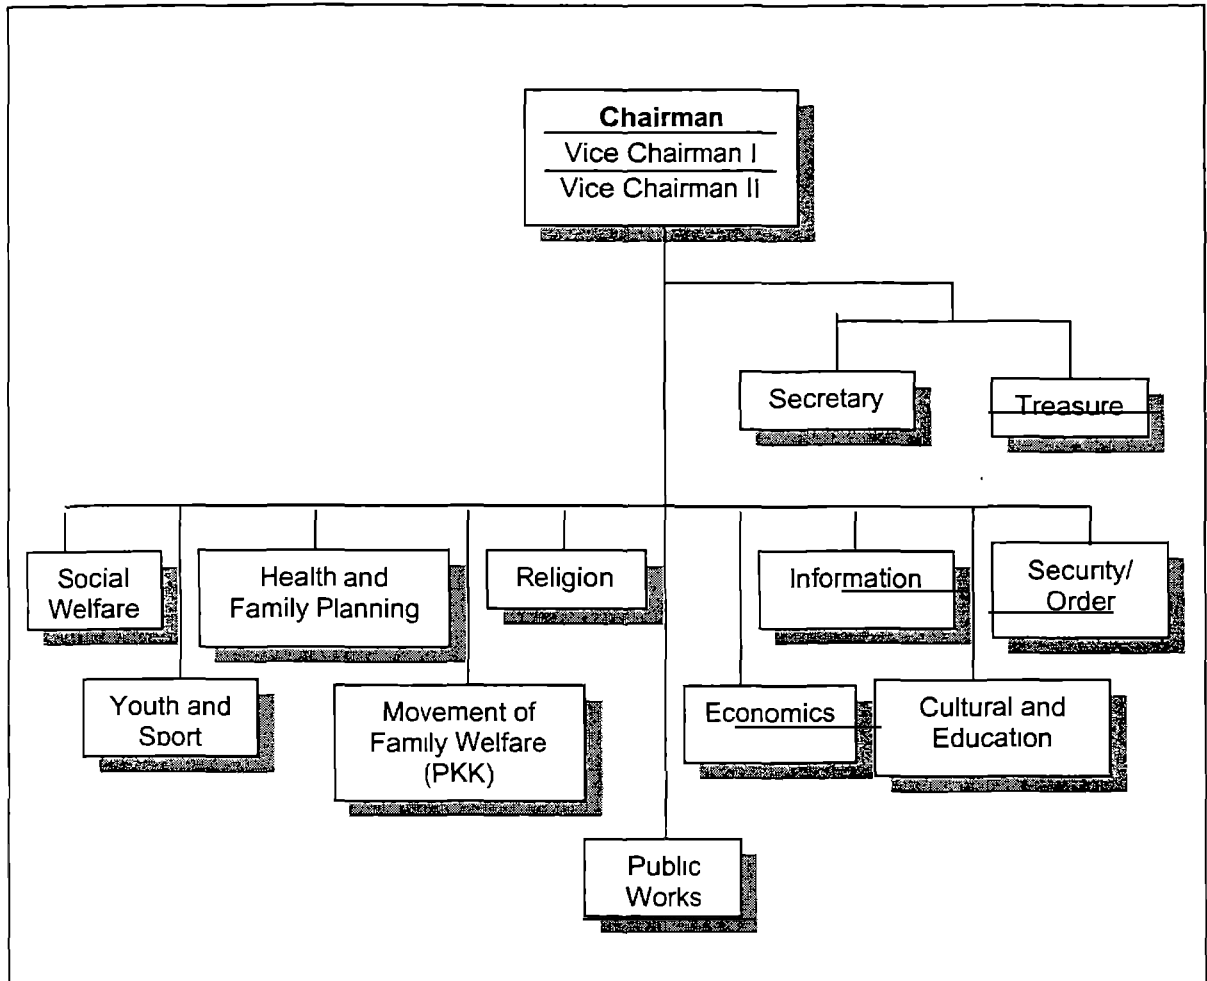 Chairman
Vice Chairman I
Vice Chairman II
Secretary
Treasure
Social
Welfare
Health and
Family Planning
Religion
Information
Security/
Order
Youth and
Sport
Movement of
Family Welfare
(PKK)
Economics
Cultural and
Education
Public
Works